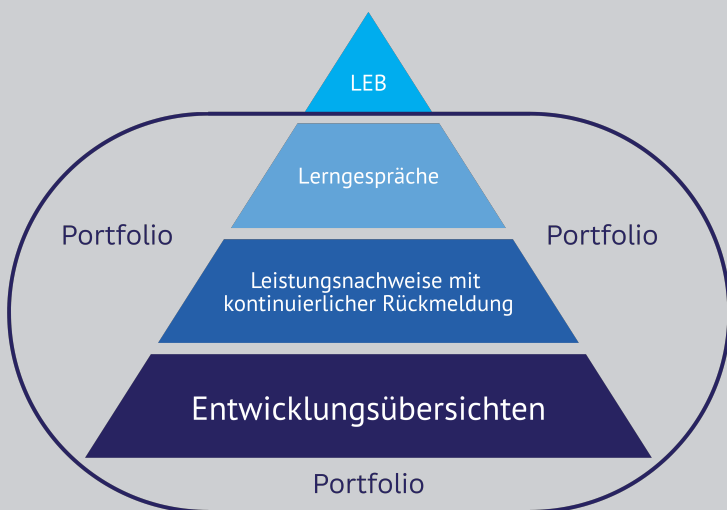 LEB
Lerngespräche
Portfolio
Portfolio
Leistungsnachweise mit
kontinuierlicher Rückmeldung
Entwicklungsübersichten
Portfolio